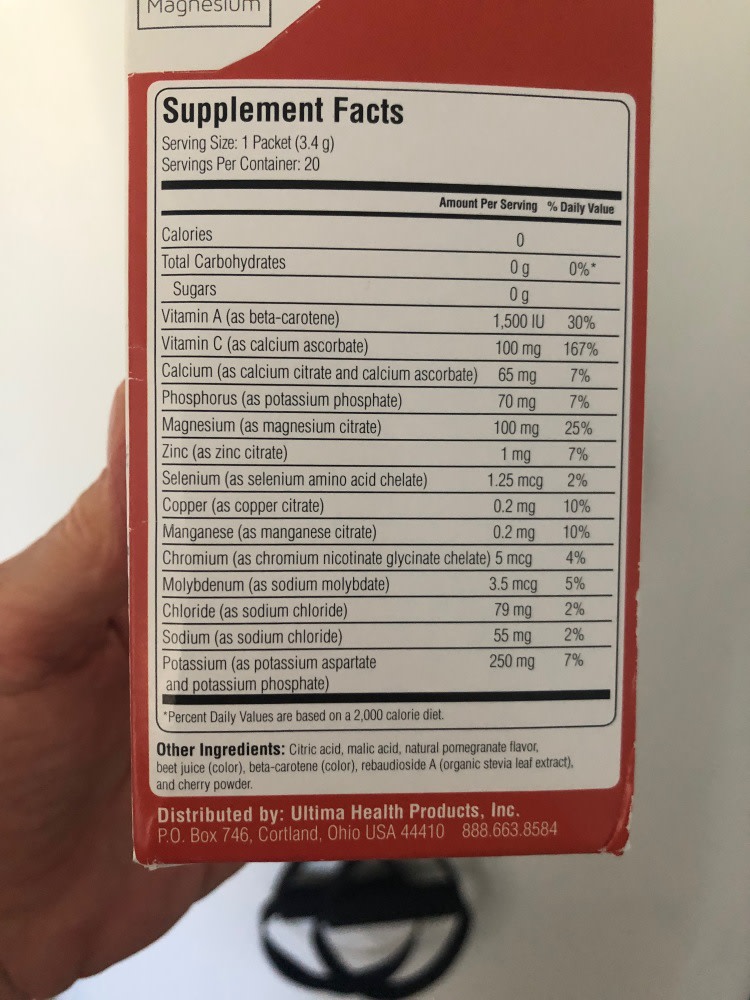 Magnesium
Supplement Facts
Serving Size: 1 Packet (3.4 g)
Servings Per Container: 20
Amount Per Serving % Daily Value
Calories 0
Total Carbohydrates 0 g 0%*
Sugars 0 g
Vitamin A (as beta-carotene) 1,500 IU 30%
Vitamin C (as calcium ascorbate) 100 mg 167%
Calcium (as calcium citrate and calcium ascorbate) 65 mg 7%
Phosphorus (as potassium phosphate) 70 mg 7%
Magnesium (as magnesium citrate) 100 mg 25%
Zinc (as zinc citrate) 1 mg 7%
Selenium (as selenium amino acid chelate) 1.25 mcg 2%
Copper (as copper citrate) 0.2 mg 10%
Manganese (as manganese citrate) 0.2 mg 10%
Chromium (as chromium nicotinate glycinate chelate) 5 mcg 4%
Molybdenum (as sodium molybdate) 3.5 mcg 5%
Chloride (as sodium chloride) 79 mg 2%
Sodium (as sodium chloride) 55 mg 2%
Potassium (as potassium aspartate 250 mg 7%
and potassium phosphate)
*Percent Daily Values are based on a 2,000 calorie diet.
Other Ingredients: Citric acid, malic acid, natural pomegranate flavor,
beet juice (color), beta-carotene (color), rebaudioside A (organic stevia leaf extract),
and cherry powder.
Distributed by: Ultima Health Products, Inc.
P.O. Box 746, Cortland, Ohio USA 44410 888.663.8584